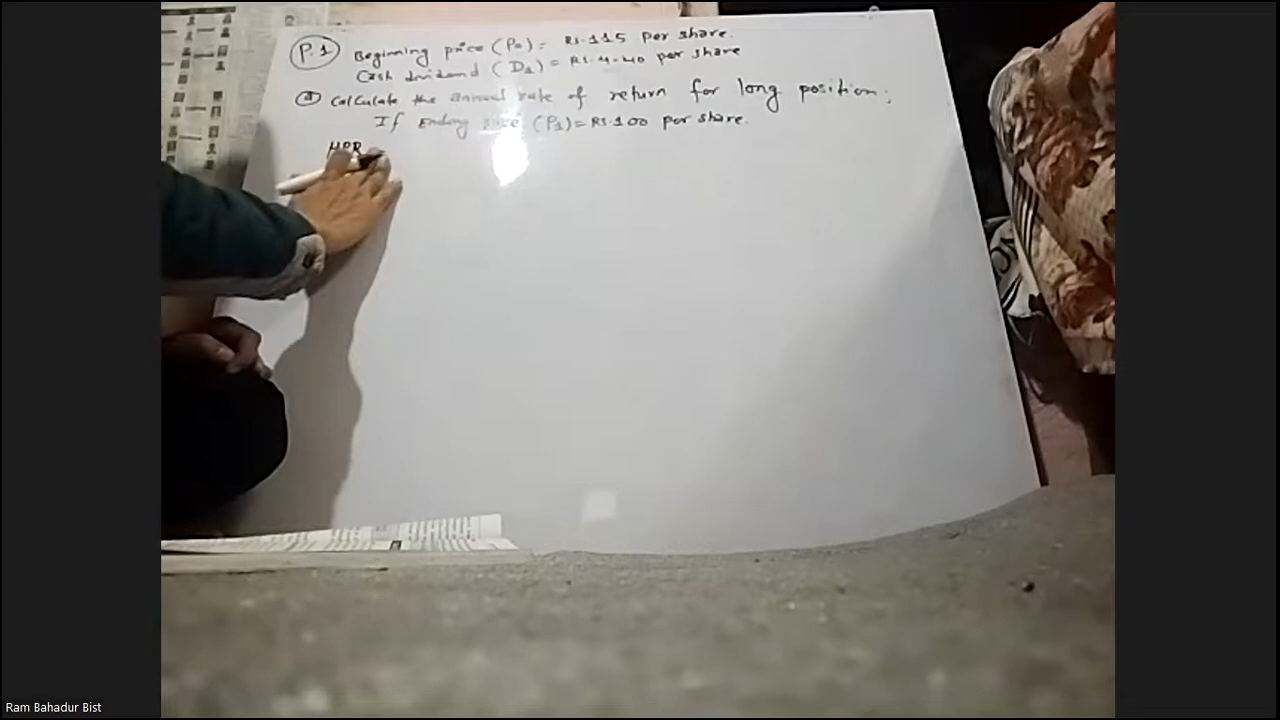 P.1 Beginning price (P0) = Rs.115 per share.
Cash dividend (D1) = Rs.4.40 per share
a Calculate the annual rate of return for long position;
If Ending price (P1) = Rs.100 per share.
HPR
Ram Bahadur Bist